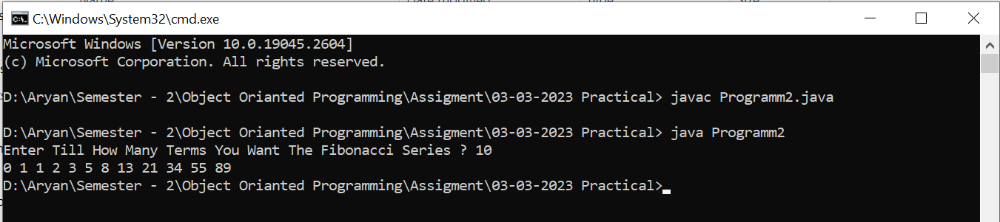 C:\Windows\System32\cmd.exe
Microsoft Windows [Version 10.0.19045.2604]
(c) Microsoft Corporation. All rights reserved.
D:\Aryan\Semester - 2\Object Orianted Programming\Assigment\03-03-2023 Practical> javac Programm2.java
D:\Aryan\Semester - 2\Object Orianted Programming\Assigment\03-03-2023 Practical> java Programm2
Enter Till How Many Terms You Want The Fibonacci Series ? 10
0 1 1 2 3 5 8 13 21 34 55 89
D:\Aryan\Semester - 2\Object Orianted Programming\Assigment\03-03-2023 Practical>